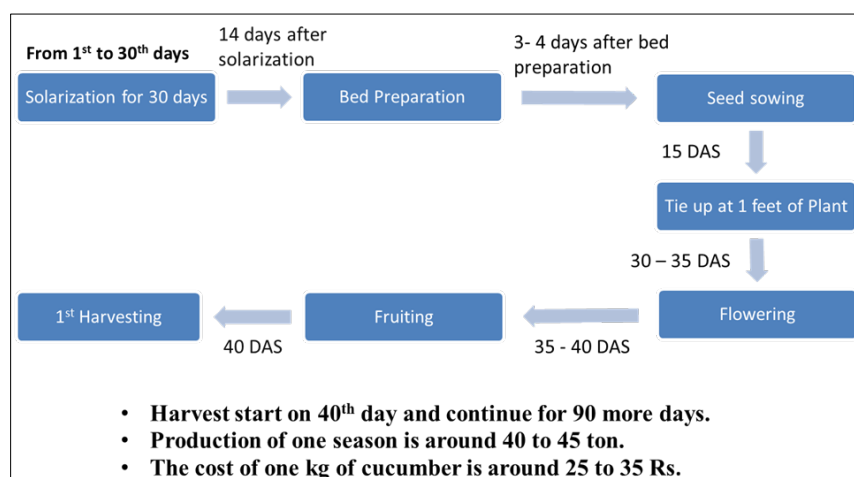 From 1st to 30th days
14 days after
solarization
3- 4 days after bed
preparation
Solarization for 30 days
Bed Preparation
Seed sowing
15 DAS
Tie up at 1 feet of Plant
30 – 35 DAS
Flowering
35 - 40 DAS
Fruiting
40 DAS
1st Harvesting
• Harvest start on 40th day and continue for 90 more days.
• Production of one season is around 40 to 45 ton.
• The cost of one kg of cucumber is around 25 to 35 Rs.